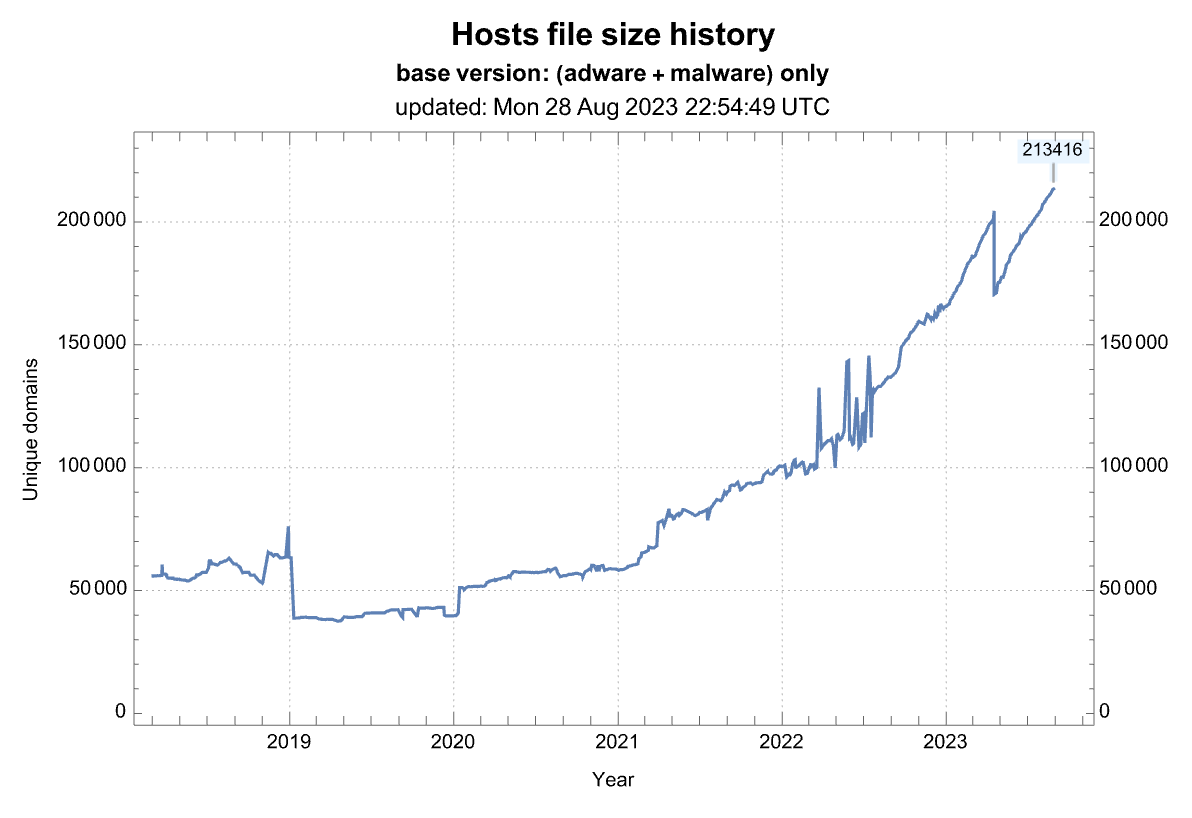 Hosts file size history
base version: (adware + malware) only
updated: Mon 28 Aug 2023 22:54:49 UTC
213416
200 000 200 000
150 000 150 000
100 000 100 000
50 000 50 000
0 0
Unique domains
2019 2020 2021 2022 2023
Year